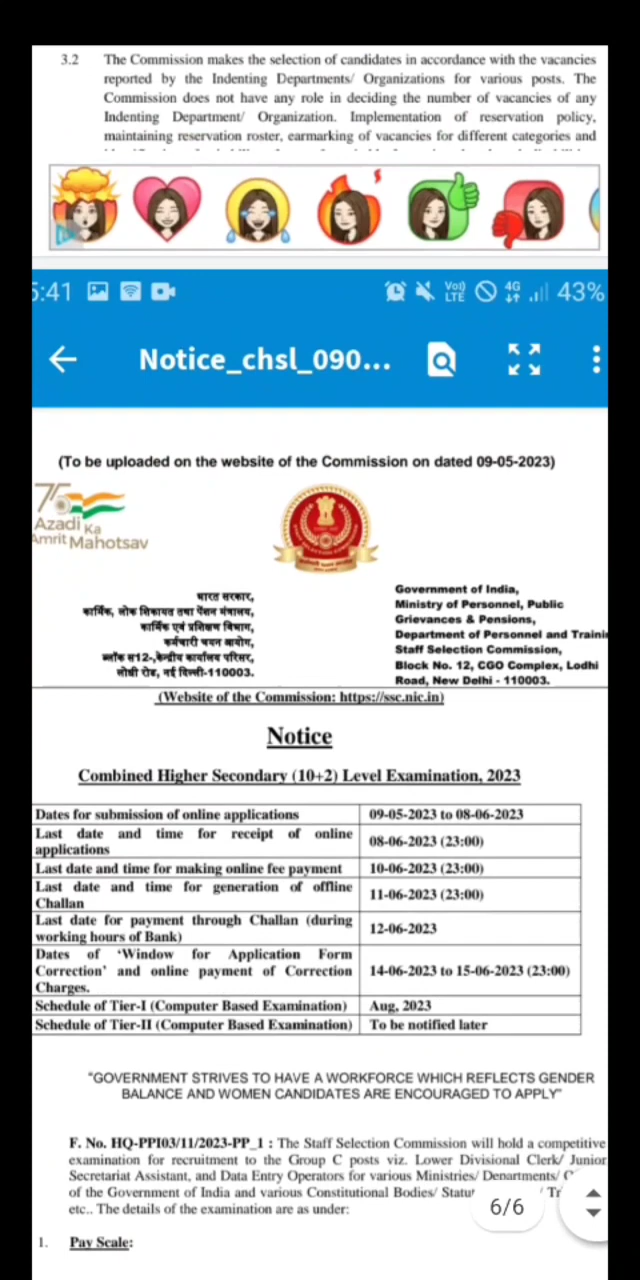 3.2 The Commission makes the selection of candidates in accordance with the vacancies
reported by the Indenting Departments/ Organizations for various posts. The
Commission does not have any role in deciding the number of vacancies of any
Indenting Department/ Organization. Implementation of reservation policy,
maintaining reservation roster, earmarking of vacancies for different categories and
5:41 Vo) LTE 4G 43%
Notice_chsl_090...
(To be uploaded on the website of the Commission on dated 09-05-2023)
Azadi Ka
Amrit Mahotsav
भारत सरकार,
कार्मिक, लोक शिकायत तथा पेंशन मंत्रालय,
कार्मिक एवं प्रशिक्षण विभाग,
कर्मचारी चयन आयोग,
ब्लॉक स12-,केन्द्रीय कार्यालय परिसर,
लोधी रोड, नई दिल्ली-110003.
Government of India,
Ministry of Personnel, Public
Grievances & Pensions,
Department of Personnel and Traini
Staff Selection Commission,
Block No. 12, CGO Complex, Lodhi
Road, New Delhi - 110003.
(Website of the Commission: https://ssc.nic.in)
Notice
Combined Higher Secondary (10+2) Level Examination, 2023
Dates for submission of online applications 09-05-2023 to 08-06-2023
Last date and time for receipt of online
applications 08-06-2023 (23:00)
Last date and time for making online fee payment 10-06-2023 (23:00)
Last date and time for generation of offline
Challan 11-06-2023 (23:00)
Last date for payment through Challan (during
working hours of Bank) 12-06-2023
Dates of ‘Window for Application Form
Correction’ and online payment of Correction 14-06-2023 to 15-06-2023 (23:00)
Charges.
Schedule of Tier-I (Computer Based Examination) Aug, 2023
Schedule of Tier-II (Computer Based Examination) To be notified later
“GOVERNMENT STRIVES TO HAVE A WORKFORCE WHICH REFLECTS GENDER
BALANCE AND WOMEN CANDIDATES ARE ENCOURAGED TO APPLY”
F. No. HQ-PPI03/11/2023-PP_1 : The Staff Selection Commission will hold a competitive
examination for recruitment to the Group C posts viz. Lower Divisional Clerk/ Junior
Secretariat Assistant, and Data Entry Operators for various Ministries/ Departments/
of the Government of India and various Constitutional Bodies/
etc.. The details of the examination are as under:
6/6
1. Pay Scale: